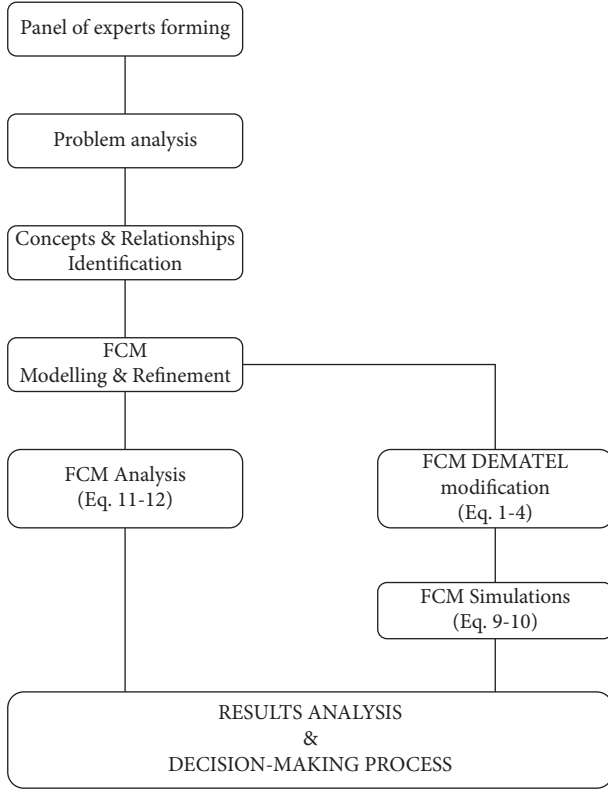 Panel of experts forming
Problem analysis
Concepts & Relationships
Identification
FCM
Modelling & Refinement
FCM Analysis
(Eq. 11-12)
FCM DEMATEL
modification
(Eq. 1-4)
FCM Simulations
(Eq. 9-10)
RESULTS ANALYSIS
&
DECISION-MAKING PROCESS